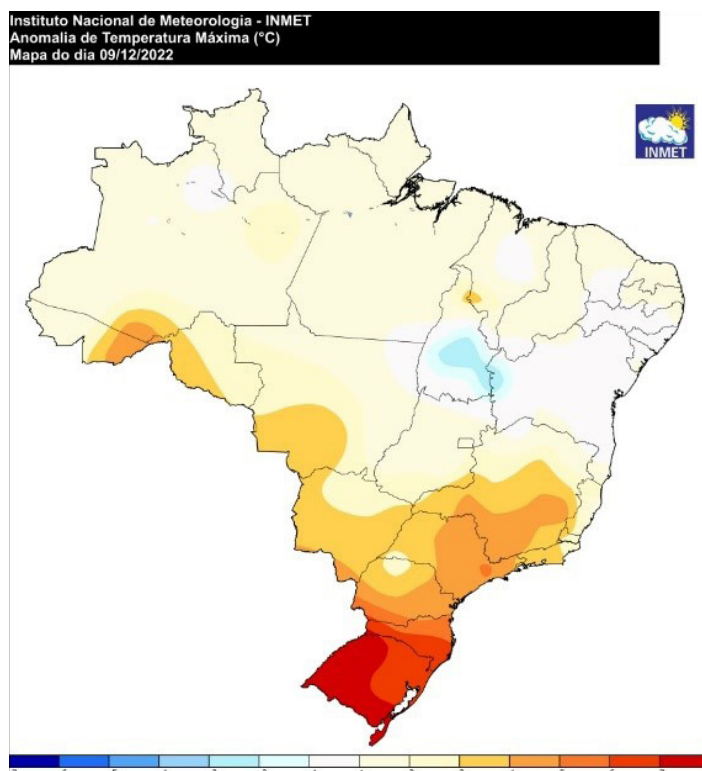 Instituto Nacional de Meteorologia - INMET
Anomalia de Temperatura Máxima (°C)
Mapa do dia 09/12/2022
INMET